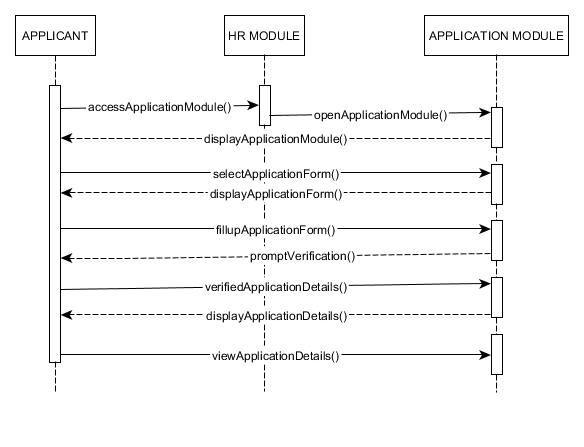 APPLICANT
HR MODULE
APPLICATION MODULE
accessApplicationModule()
openApplicationModule()
displayApplicationModule()
selectApplicationForm()
displayApplicationForm()
fillupApplicationForm()
promptVerification()
verifiedApplicationDetails()
displayApplicationDetails()
viewApplicationDetails()